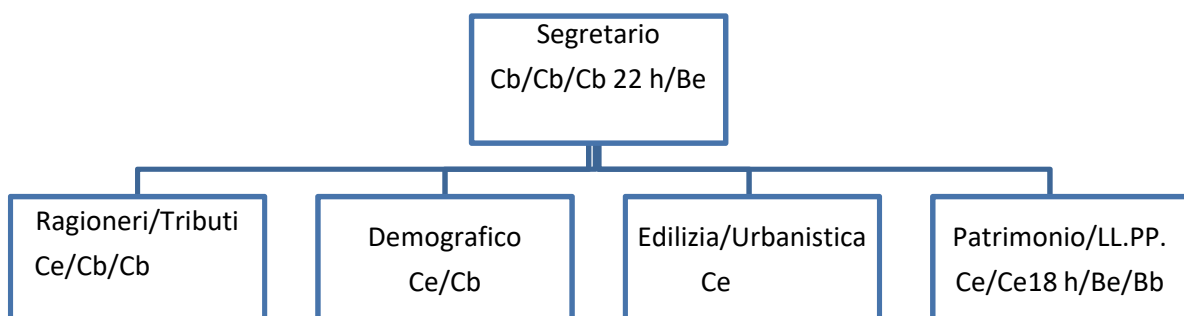 Segretario
Cb/Cb/Cb 22 h/Be
Ragioneri/Tributi
Ce/Cb/Cb
Demografico
Ce/Cb
Edilizia/Urbanistica
Ce
Patrimonio/LL.PP.
Ce/Ce18 h/Be/Bb